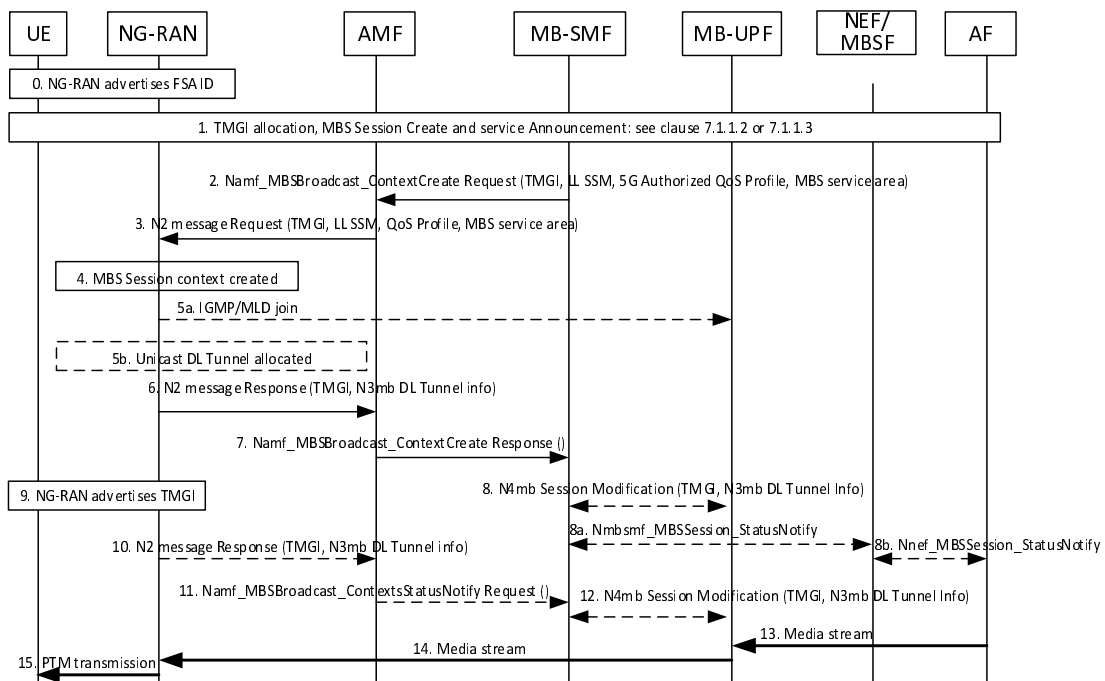 UE
NG-RAN
AMF
MB-SMF
MB-UPF
NEF/
MBSF
AF
0. NG-RAN advertises FSA ID
1. TMGI allocation, MBS Session Create and service Announcement: see clause 7.1.1.2 or 7.1.1.3
2. Namf_MBSBroadcast_ContextCreate Request (TMGI, LL SSM, 5G Authorized QoS Profile, MBS service area)
3. N2 message Request (TMGI, LL SSM, QoS Profile, MBS service area)
4. MBS Session context created
5a. IGMP/MLD join
5b. Unicast DL Tunnel allocated
6. N2 message Response (TMGI, N3mb DL Tunnel info)
7. Namf_MBSBroadcast_ContextCreate Response ()
9. NG-RAN advertises TMGI
8. N4mb Session Modification (TMGI, N3mb DL Tunnel Info)
8a. Nmbsmf_MBSSession_StatusNotify
8b. Nnef_MBSSession_StatusNotify
10. N2 message Response (TMGI, N3mb DL Tunnel info)
11. Namf_MBSBroadcast_ContextsStatusNotify Request ()
12. N4mb Session Modification (TMGI, N3mb DL Tunnel Info)
13. Media stream
14. Media stream
15. PTM transmission